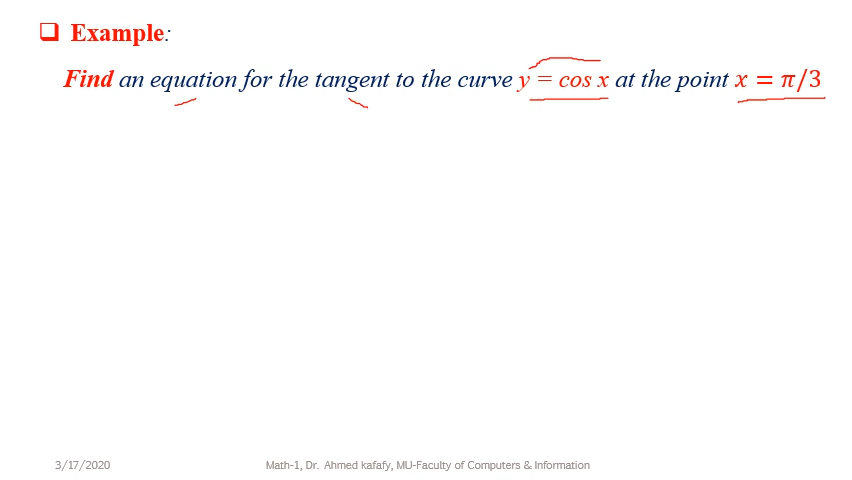 Example:
Find an equation for the tangent to the curve y = cos x at the point x = π/3
3/17/2020
Math-1, Dr. Ahmed kafafy, MU-Faculty of Computers & Information